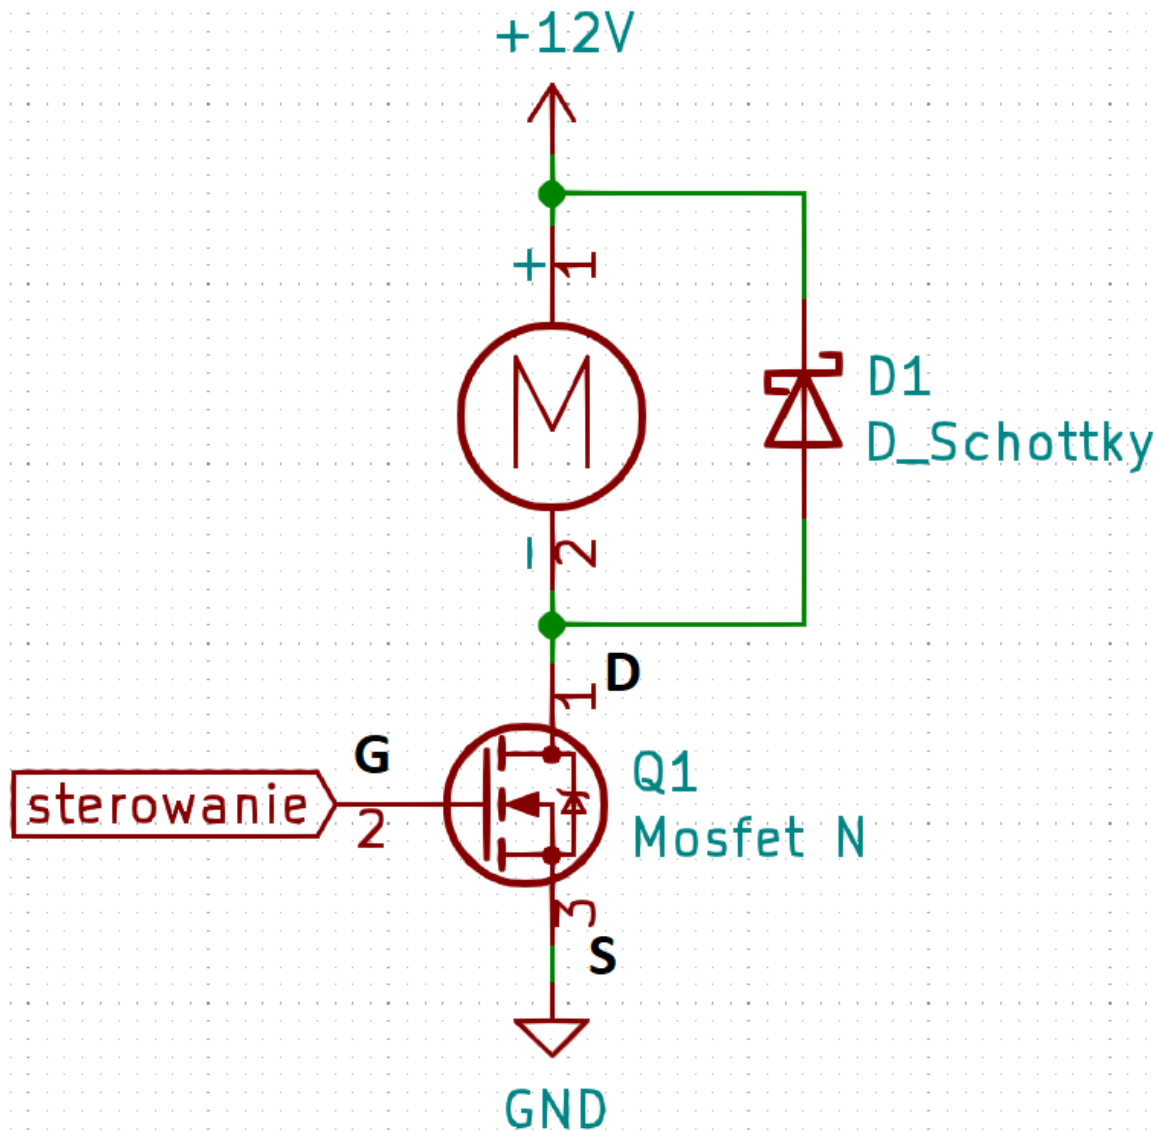 +12V
+ 1
M
D1
D_Schottky
- 2
D
1
G
Q1
sterowanie
2
Mosfet N
3
S
GND